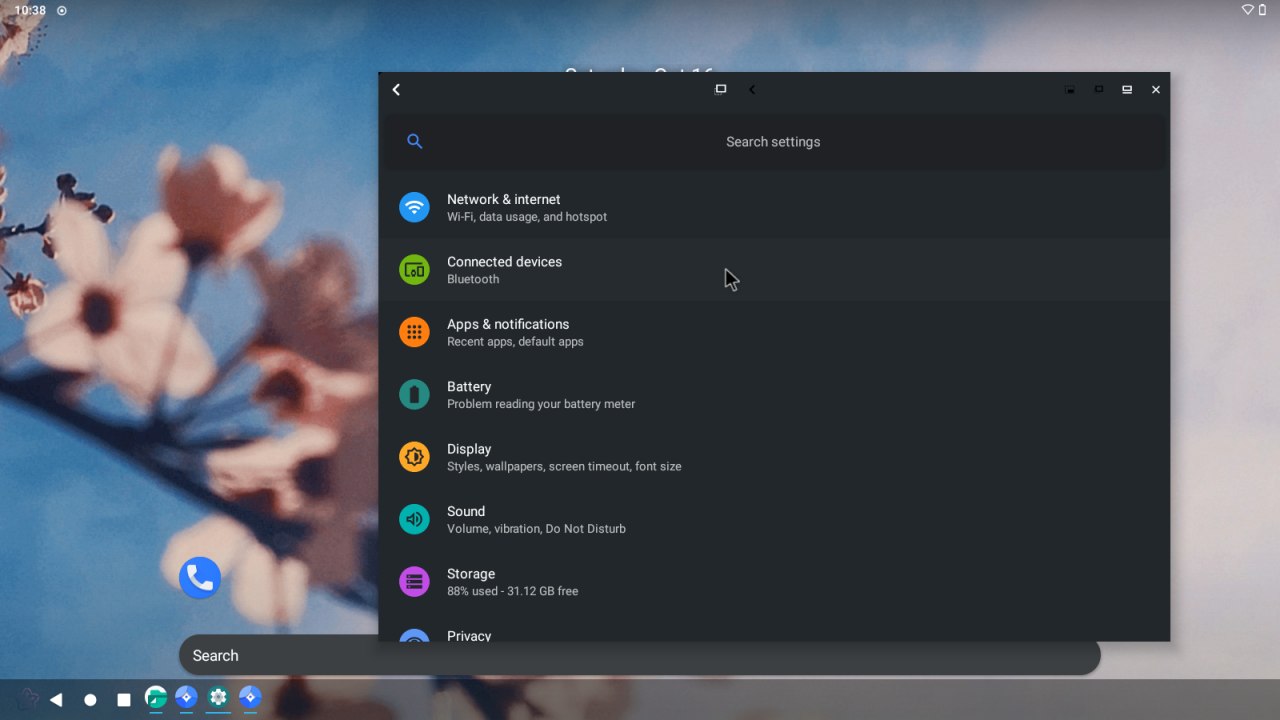 10:38
Search settings
Network & internet
Wi-Fi, data usage, and hotspot
Connected devices
Bluetooth
Apps & notifications
Recent apps, default apps
Battery
Problem reading your battery meter
Display
Styles, wallpapers, screen timeout, font size
Sound
Volume, vibration, Do Not Disturb
Storage
88% used - 31.12 GB free
Privacy
Search